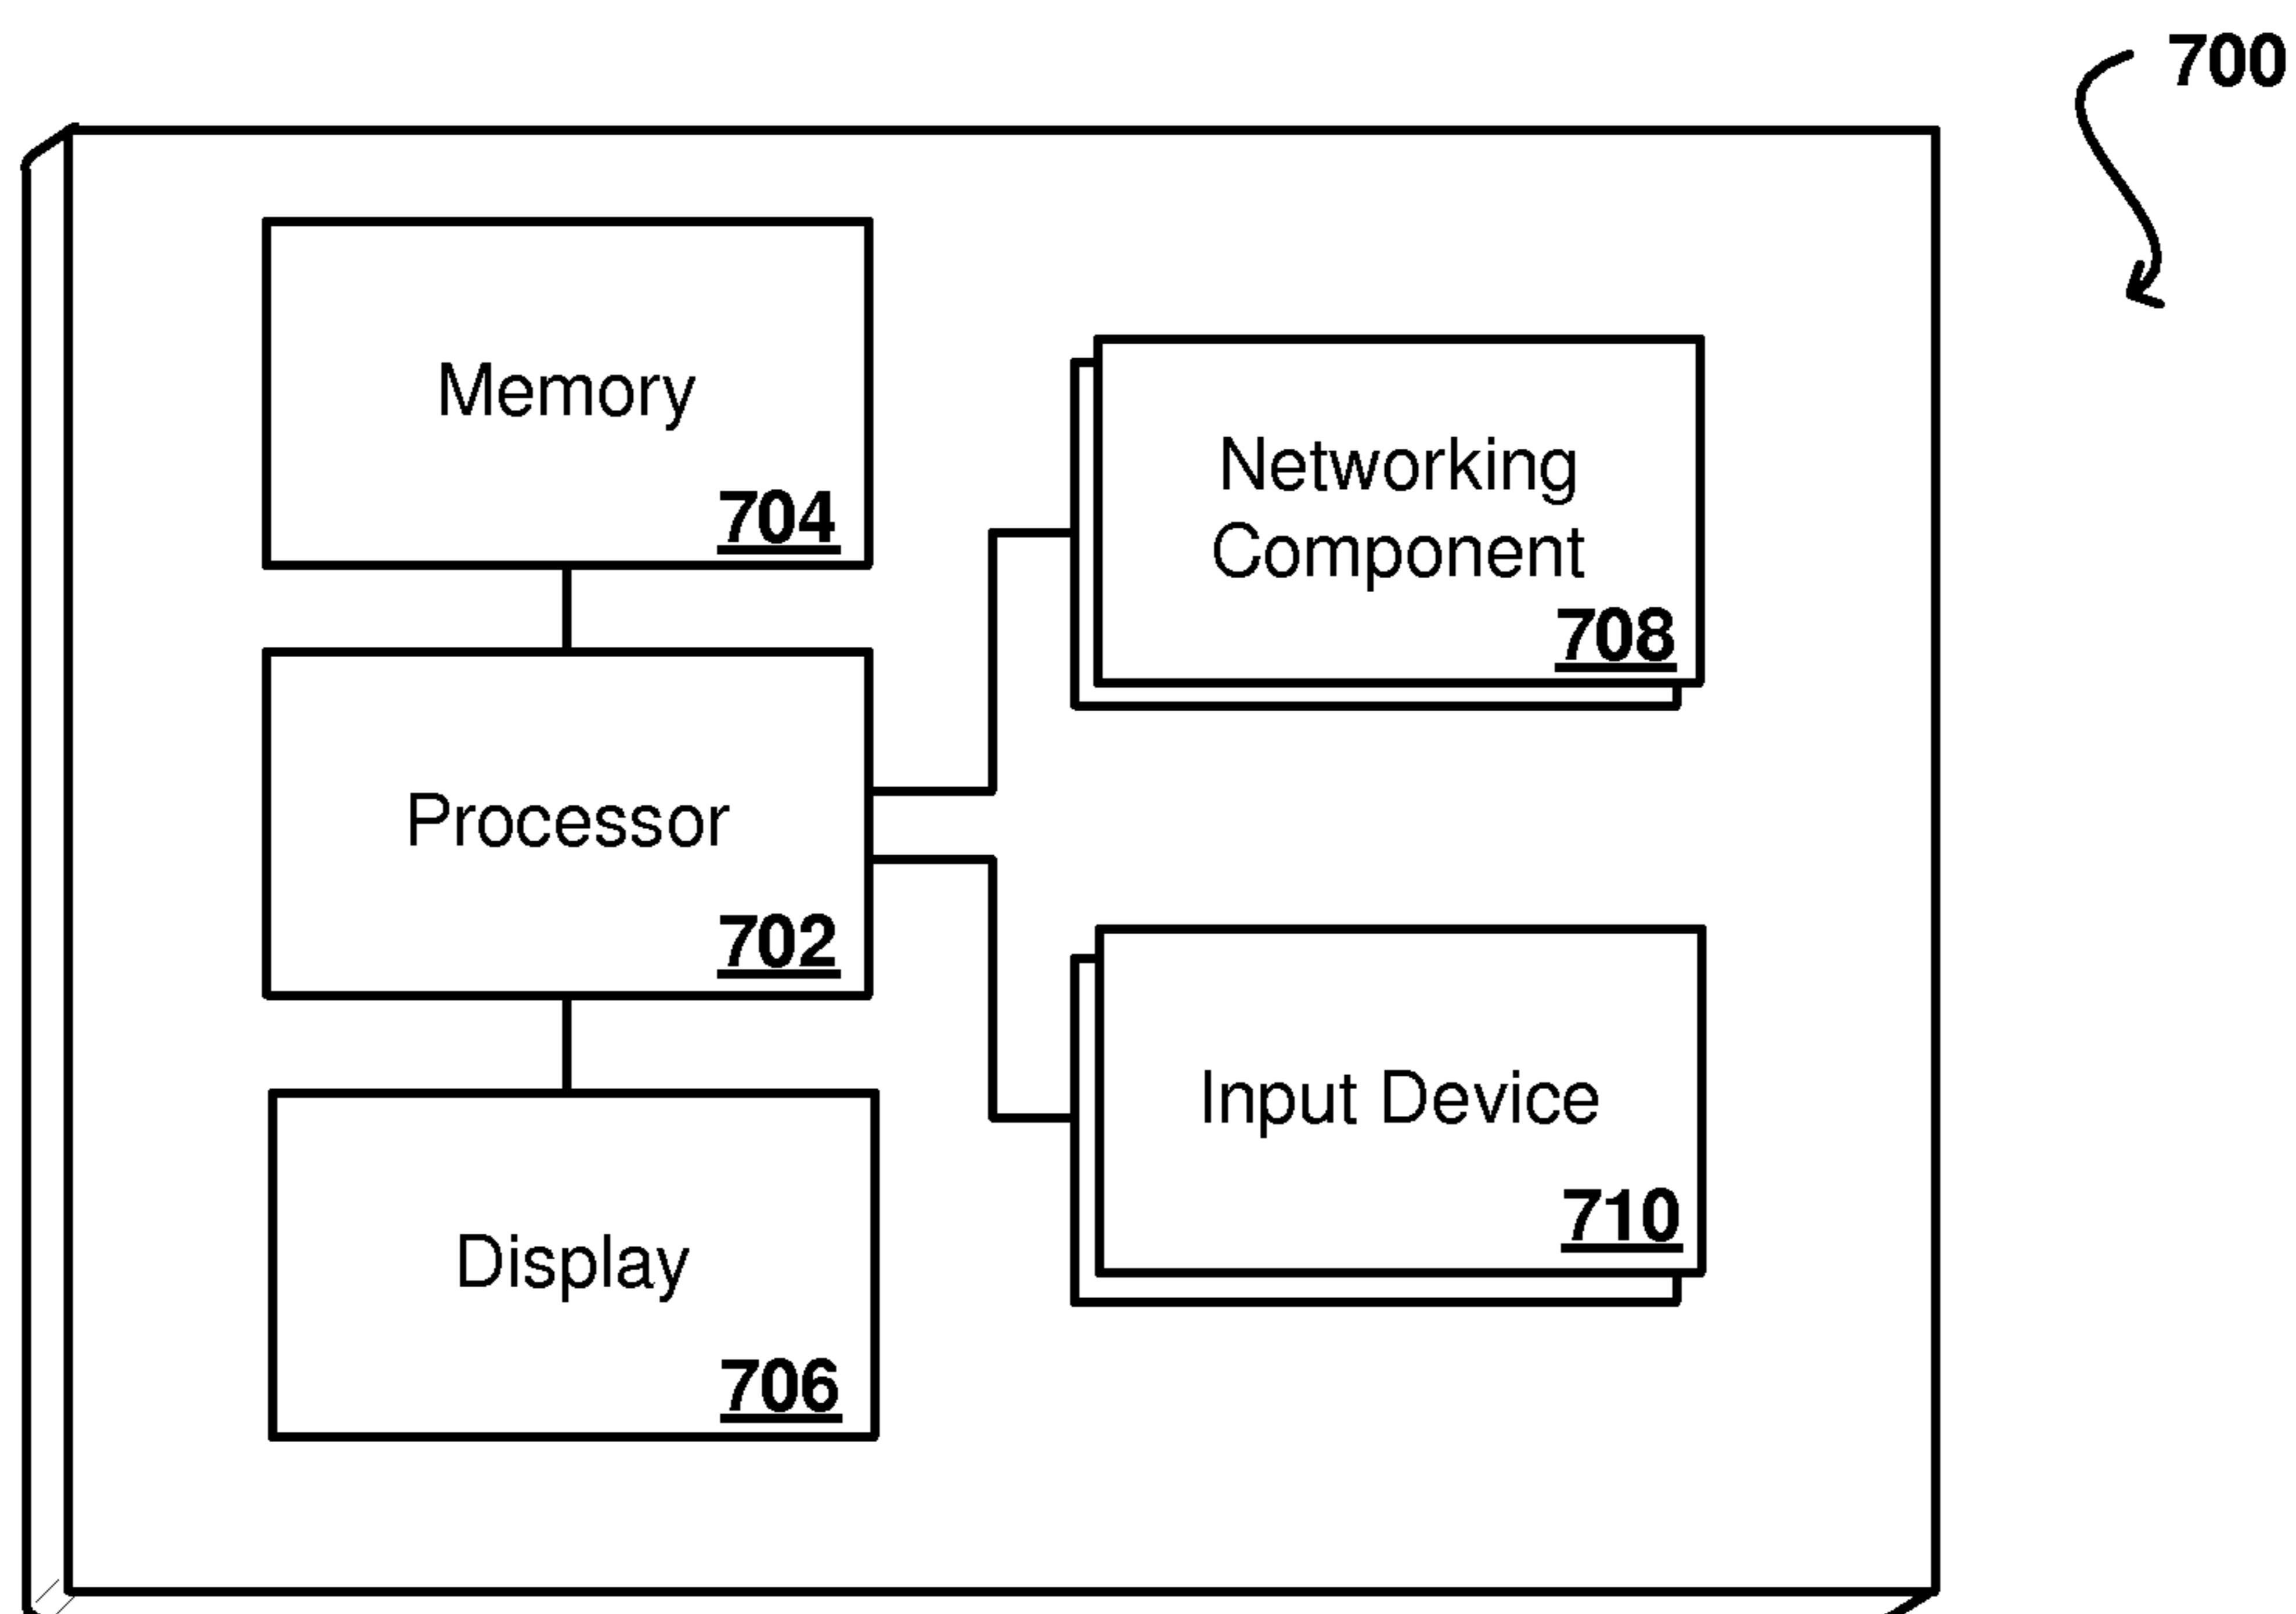 700
Memory
704
Networking
Component
708
Processor
702
Input Device
710
Display
706